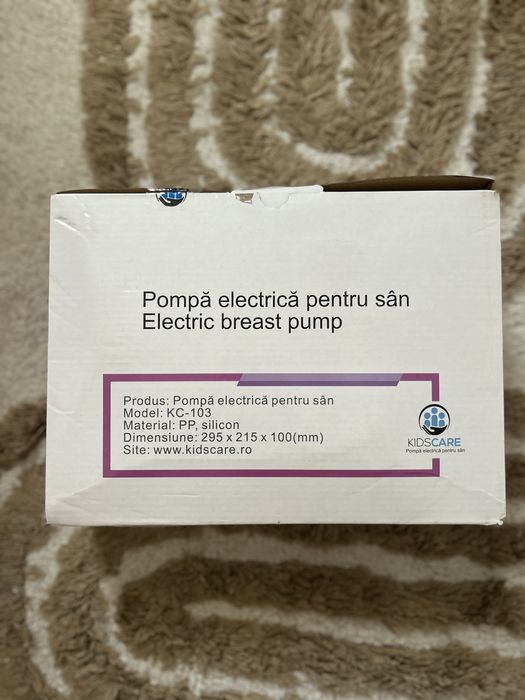 Pompă electrică pentru sân
Electric breast pump
Produs: Pompă electrică pentru sân
Model: KC-103
Material: PP, silicon
Dimensiune: 295 x 215 x 100(mm)
Site: www.kidscare.ro
KIDSCARE
Pompă electrică pentru sân